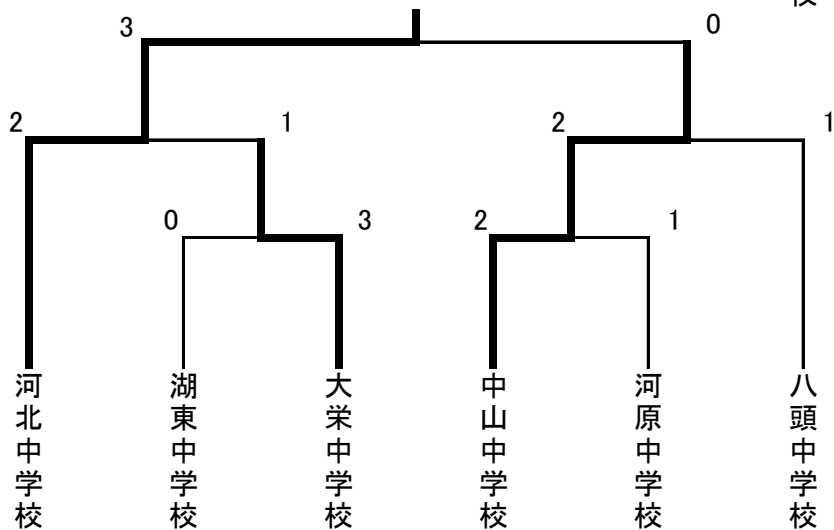 校
3 0
2 1 2 1
0 3 2 1
河北中学校
湖東中学校
大栄中学校
中山中学校
河原中学校
八頭中学校